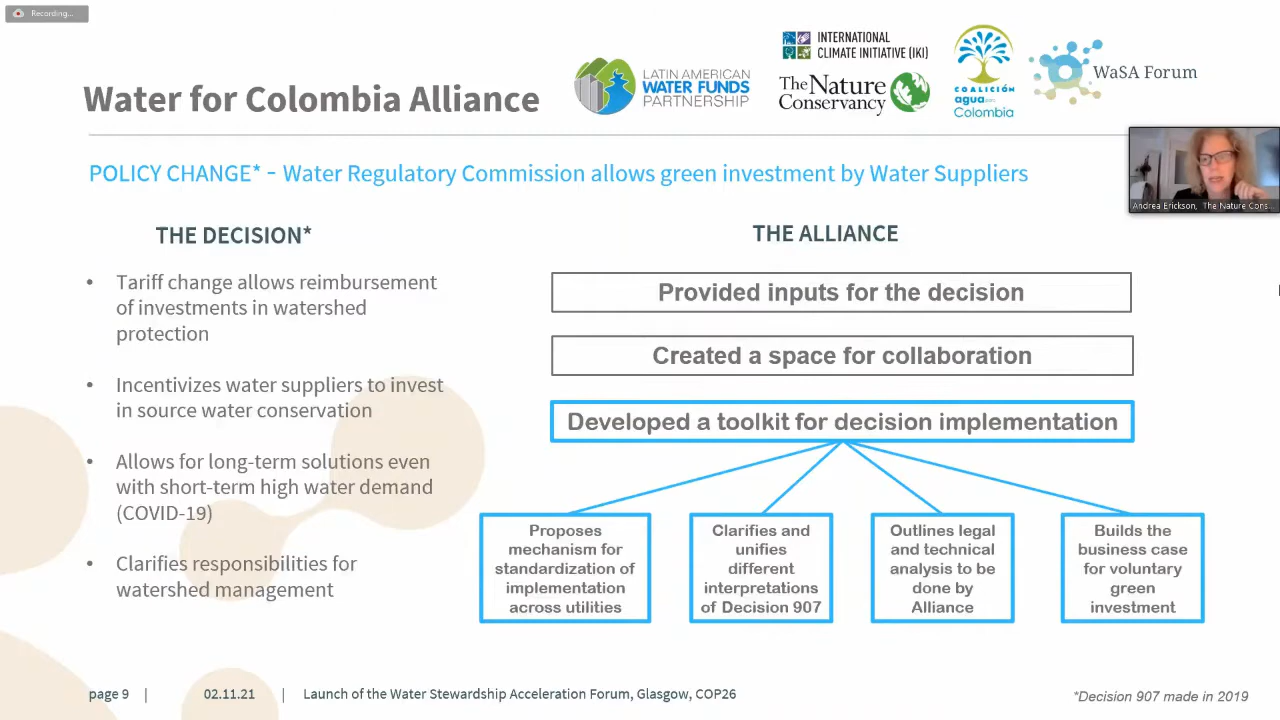 Recording...
Water for Colombia Alliance
LATIN AMERICAN
WATER FUNDS
PARTNERSHIP
INTERNATIONAL
CLIMATE INITIATIVE (IKI)
The Nature
Conservancy
COALICIÓN
agua para
Colombia
WaSA Forum
POLICY CHANGE* - Water Regulatory Commission allows green investment by Water Suppliers
Andrea Erickson, The Nature Cons...
THE DECISION*
• Tariff change allows reimbursement
of investments in watershed
protection
• Incentivizes water suppliers to invest
in source water conservation
• Allows for long-term solutions even
with short-term high water demand
(COVID-19)
• Clarifies responsibilities for
watershed management
THE ALLIANCE
Provided inputs for the decision
Created a space for collaboration
Developed a toolkit for decision implementation
Proposes
mechanism for
standardization of
implementation
across utilities
Clarifies and
unifies
different
interpretations
of Decision 907
Outlines legal
and technical
analysis to be
done by
Alliance
Builds the
business case
for voluntary
green
investment
page 9 | 02.11.21 | Launch of the Water Stewardship Acceleration Forum, Glasgow, COP26
*Decision 907 made in 2019